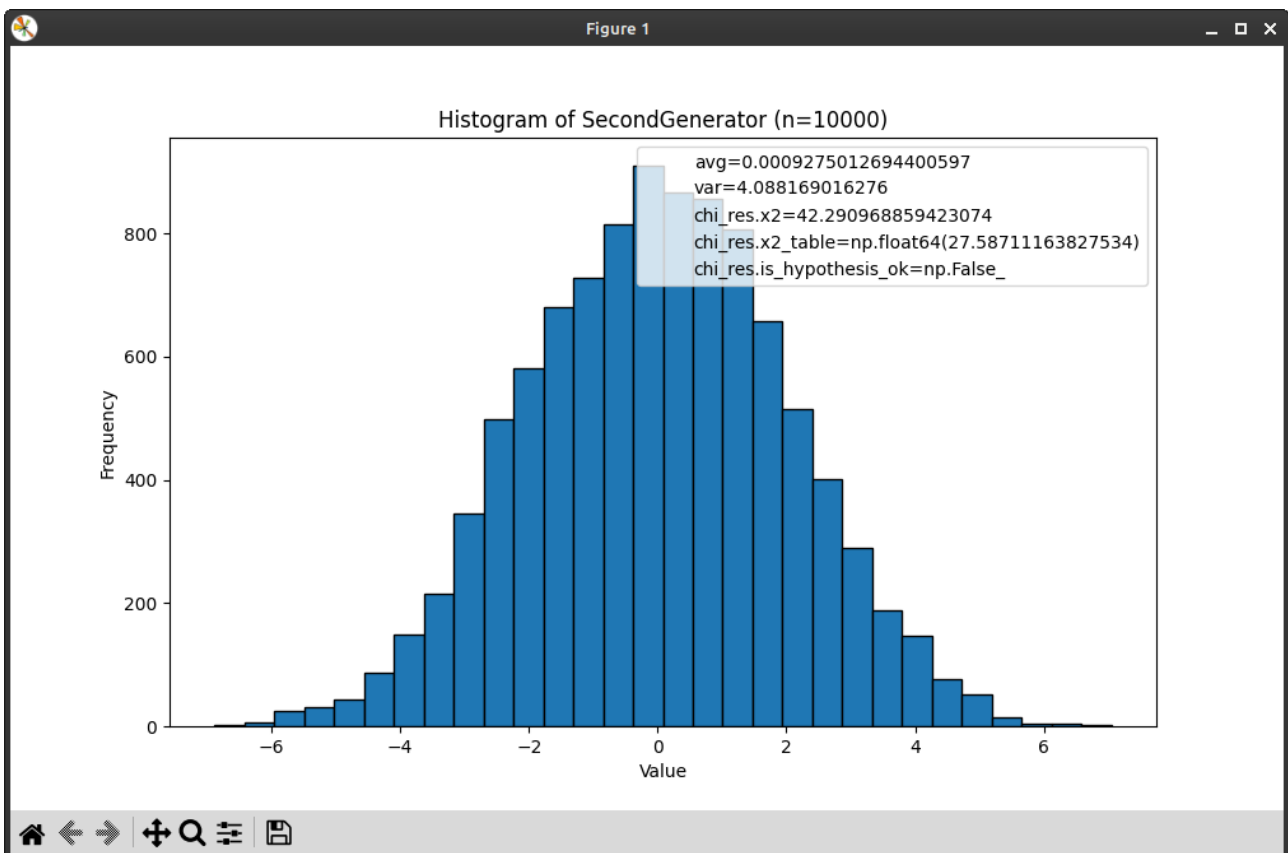 Figure 1
Histogram of SecondGenerator (n=10000)
avg=0.0009275012694400597
var=4.088169016276
chi_res.x2=42.290968859423074
chi_res.x2_table=np.float64(27.58711163827534)
chi_res.is_hypothesis_ok=np.False_
800
600
400
200
0
Frequency
−6 −4 −2 0 2 4 6
Value